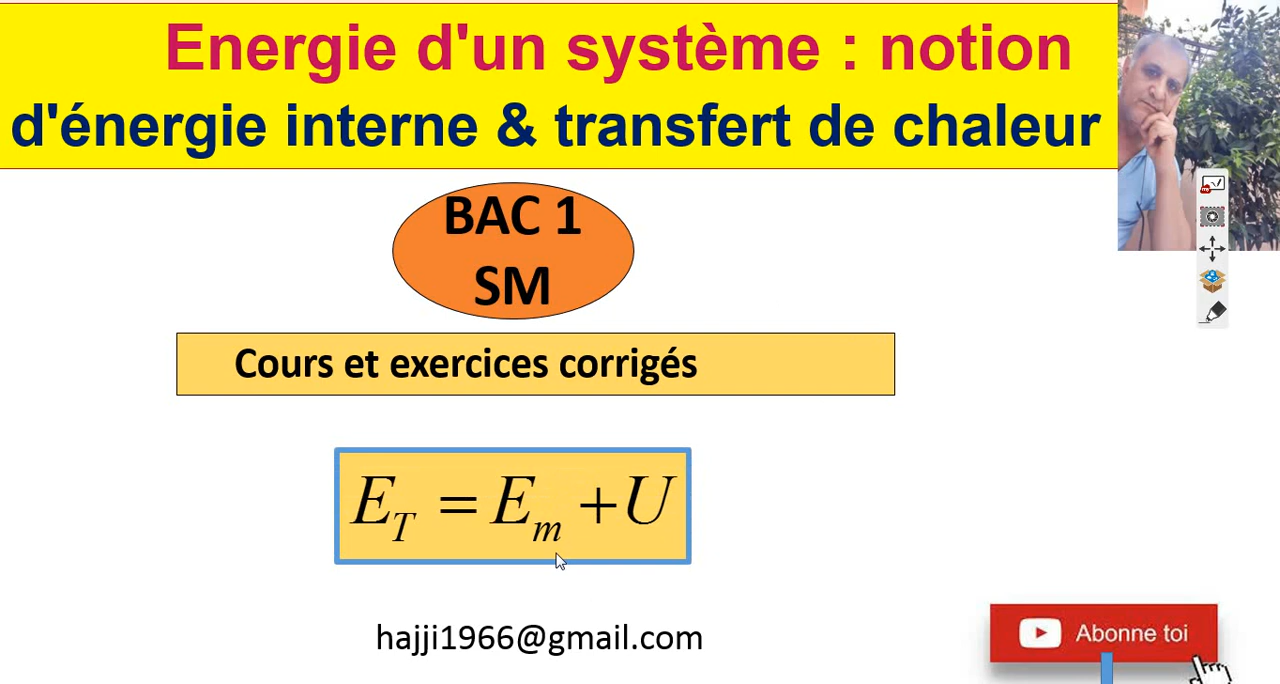 Energie d'un système : notion
d'énergie interne & transfert de chaleur
BAC 1
SM
Cours et exercices corrigés
E_T = E_m + U
hajji1966@gmail.com
Abonne toi